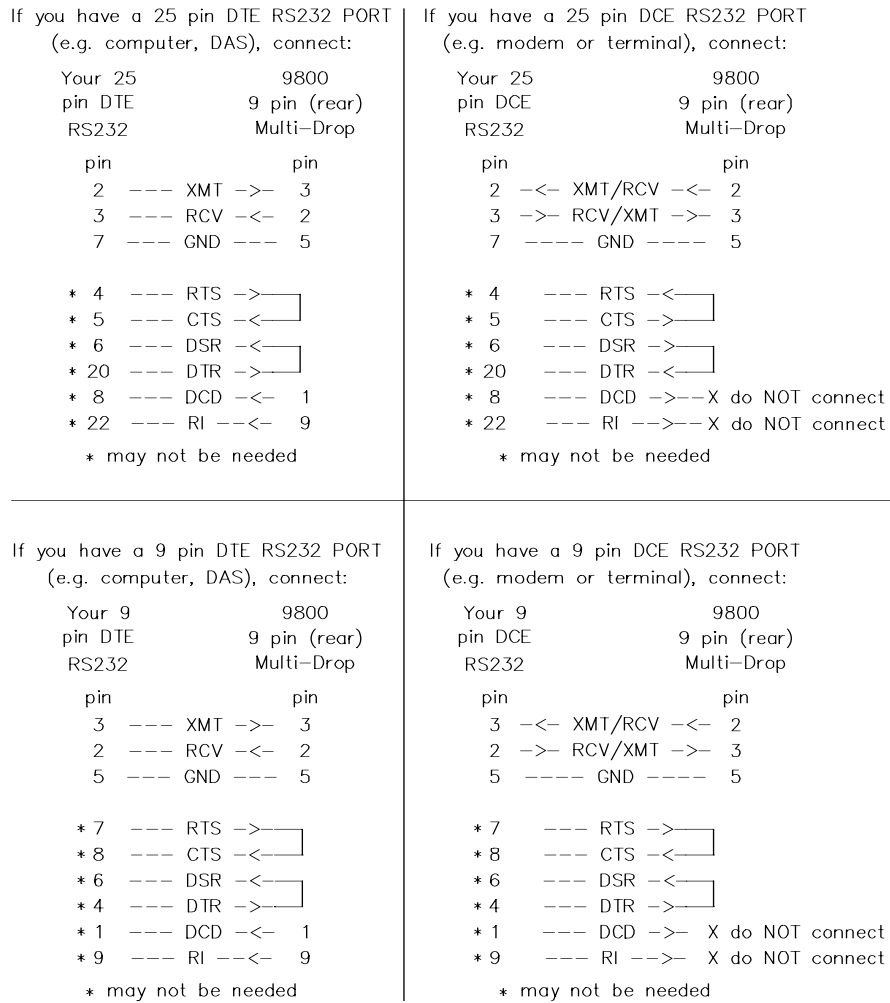 If you have a 25 pin DTE RS232 PORT
(e.g. computer, DAS), connect:
Your 25 9800
pin DTE 9 pin (rear)
RS232 Multi-Drop
pin pin
2 --- XMT ->- 3
3 --- RCV -<- 2
7 --- GND --- 5
* 4 --- RTS ->-
* 5 --- CTS -<-
* 6 --- DSR -<-
* 20 --- DTR ->-
* 8 --- DCD -<- 1
* 22 --- RI --<- 9
* may not be needed
If you have a 25 pin DCE RS232 PORT
(e.g. modem or terminal), connect:
Your 25 9800
pin DCE 9 pin (rear)
RS232 Multi-Drop
pin pin
2 -<- XMT/RCV -<- 2
3 ->- RCV/XMT ->- 3
7 ---- GND ---- 5
* 4 --- RTS -<-
* 5 --- CTS ->-
* 6 --- DSR ->-
* 20 --- DTR -<-
* 8 --- DCD ->--X do NOT connect
* 22 --- RI -->-- X do NOT connect
* may not be needed
If you have a 9 pin DTE RS232 PORT
(e.g. computer, DAS), connect:
Your 9 9800
pin DTE 9 pin (rear)
RS232 Multi-Drop
pin pin
3 --- XMT ->- 3
2 --- RCV -<- 2
5 --- GND --- 5
* 7 --- RTS ->-
* 8 --- CTS -<-
* 6 --- DSR -<-
* 4 --- DTR ->-
* 1 --- DCD -<- 1
* 9 --- RI --<- 9
* may not be needed
If you have a 9 pin DCE RS232 PORT
(e.g. modem or terminal), connect:
Your 9 9800
pin DCE 9 pin (rear)
RS232 Multi-Drop
pin pin
3 -<- XMT/RCV -<- 2
2 ->- RCV/XMT ->- 3
5 ---- GND ---- 5
* 7 --- RTS ->-
* 8 --- CTS -<-
* 6 --- DSR -<-
* 4 --- DTR ->-
* 1 --- DCD ->- X do NOT connect
* 9 --- RI -->- X do NOT connect
* may not be needed